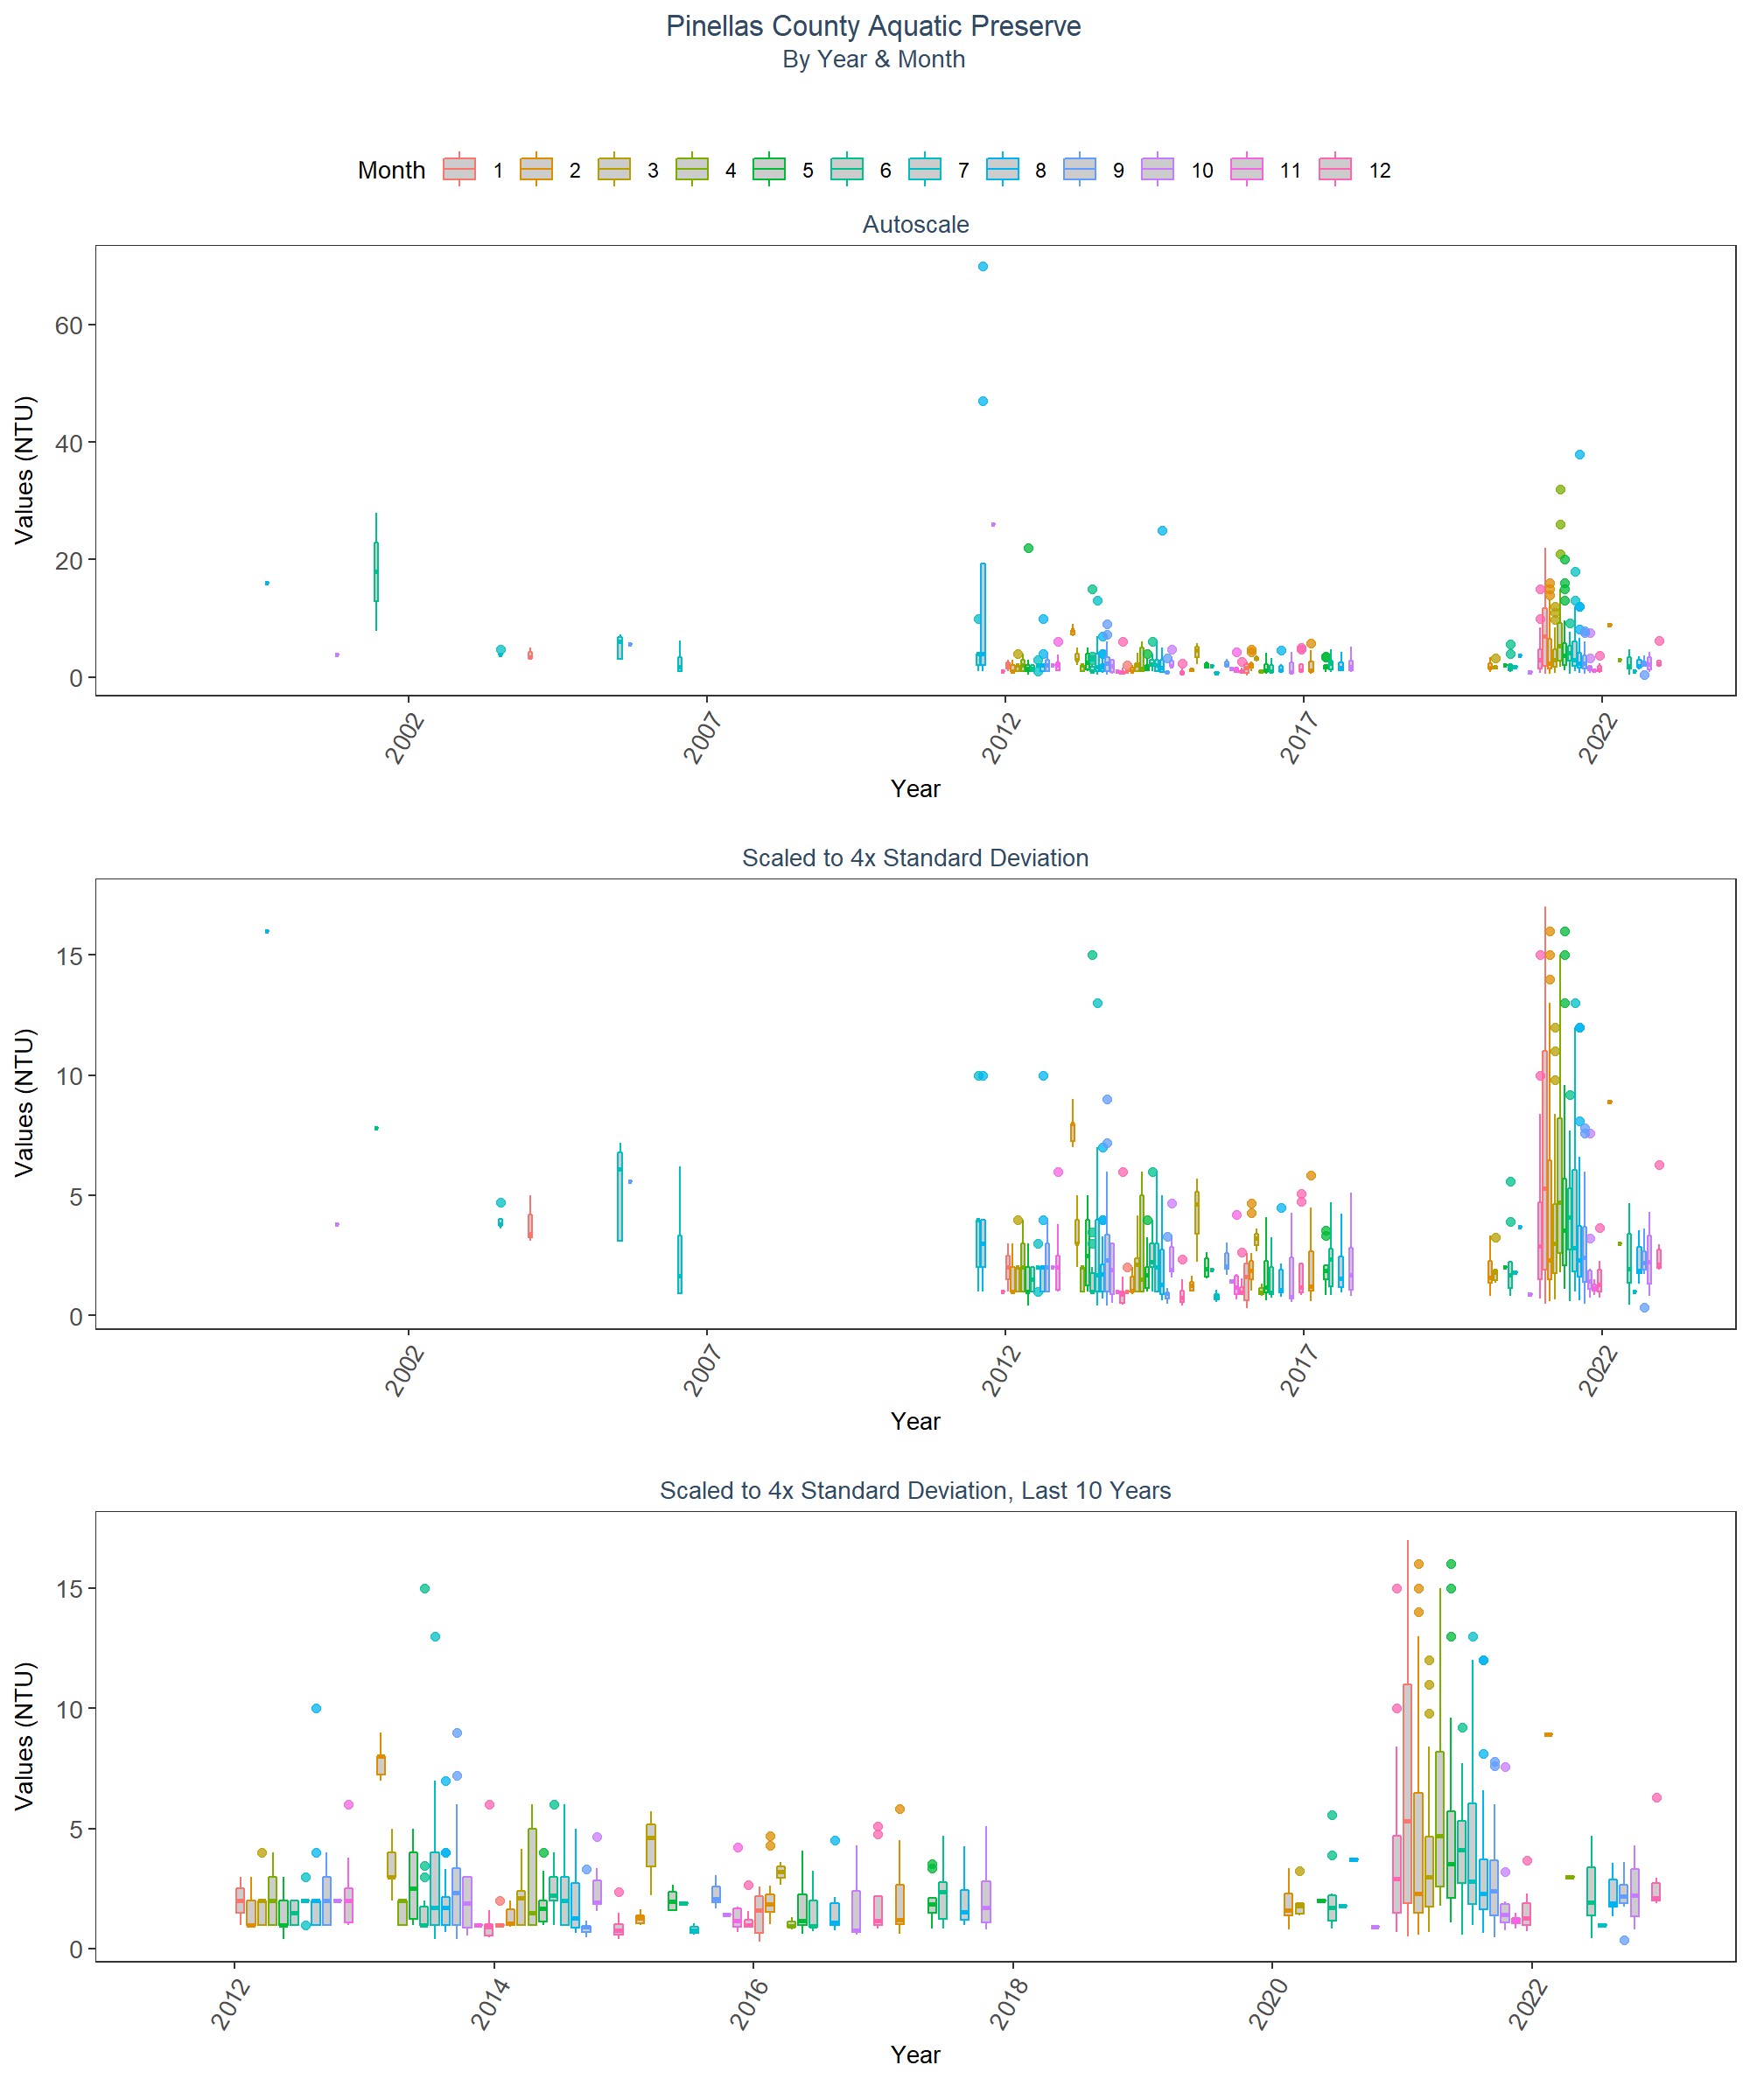 Pinellas County Aquatic Preserve
By Year & Month
Month 1 2 3 4 5 6 7 8 9 10 11 12
Autoscale
Values (NTU)
60
40
20
0
2002 2007 2012 2017 2022
Year
Scaled to 4x Standard Deviation
Values (NTU)
15
10
5
0
2002 2007 2012 2017 2022
Year
Scaled to 4x Standard Deviation, Last 10 Years
Values (NTU)
15
10
5
0
2012 2014 2016 2018 2020 2022
Year